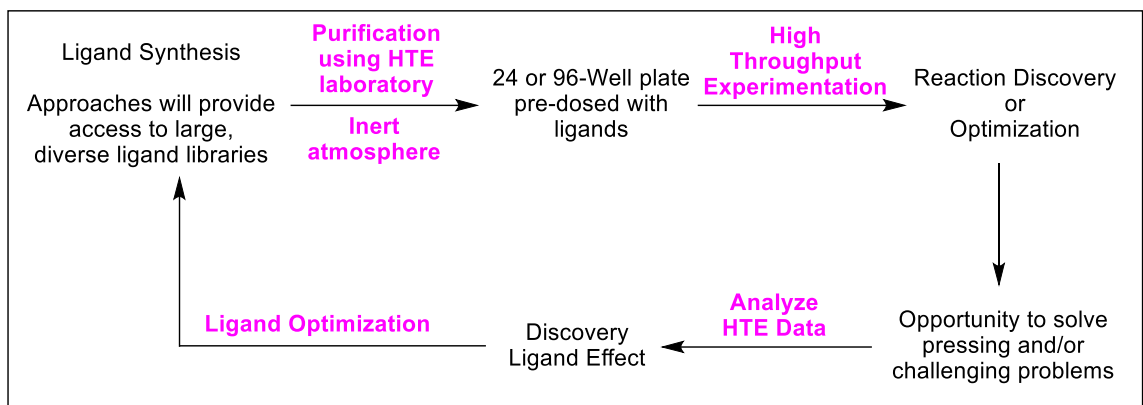 Ligand Synthesis
Approaches will provide
access to large,
diverse ligand libraries
Purification
using HTE
laboratory
Inert
atmosphere
24 or 96-Well plate
pre-dosed with
ligands
High
Throughput
Experimentation
Reaction Discovery
or
Optimization
Opportunity to solve
pressing and/or
challenging problems
Analyze
HTE Data
Discovery
Ligand Effect
Ligand Optimization